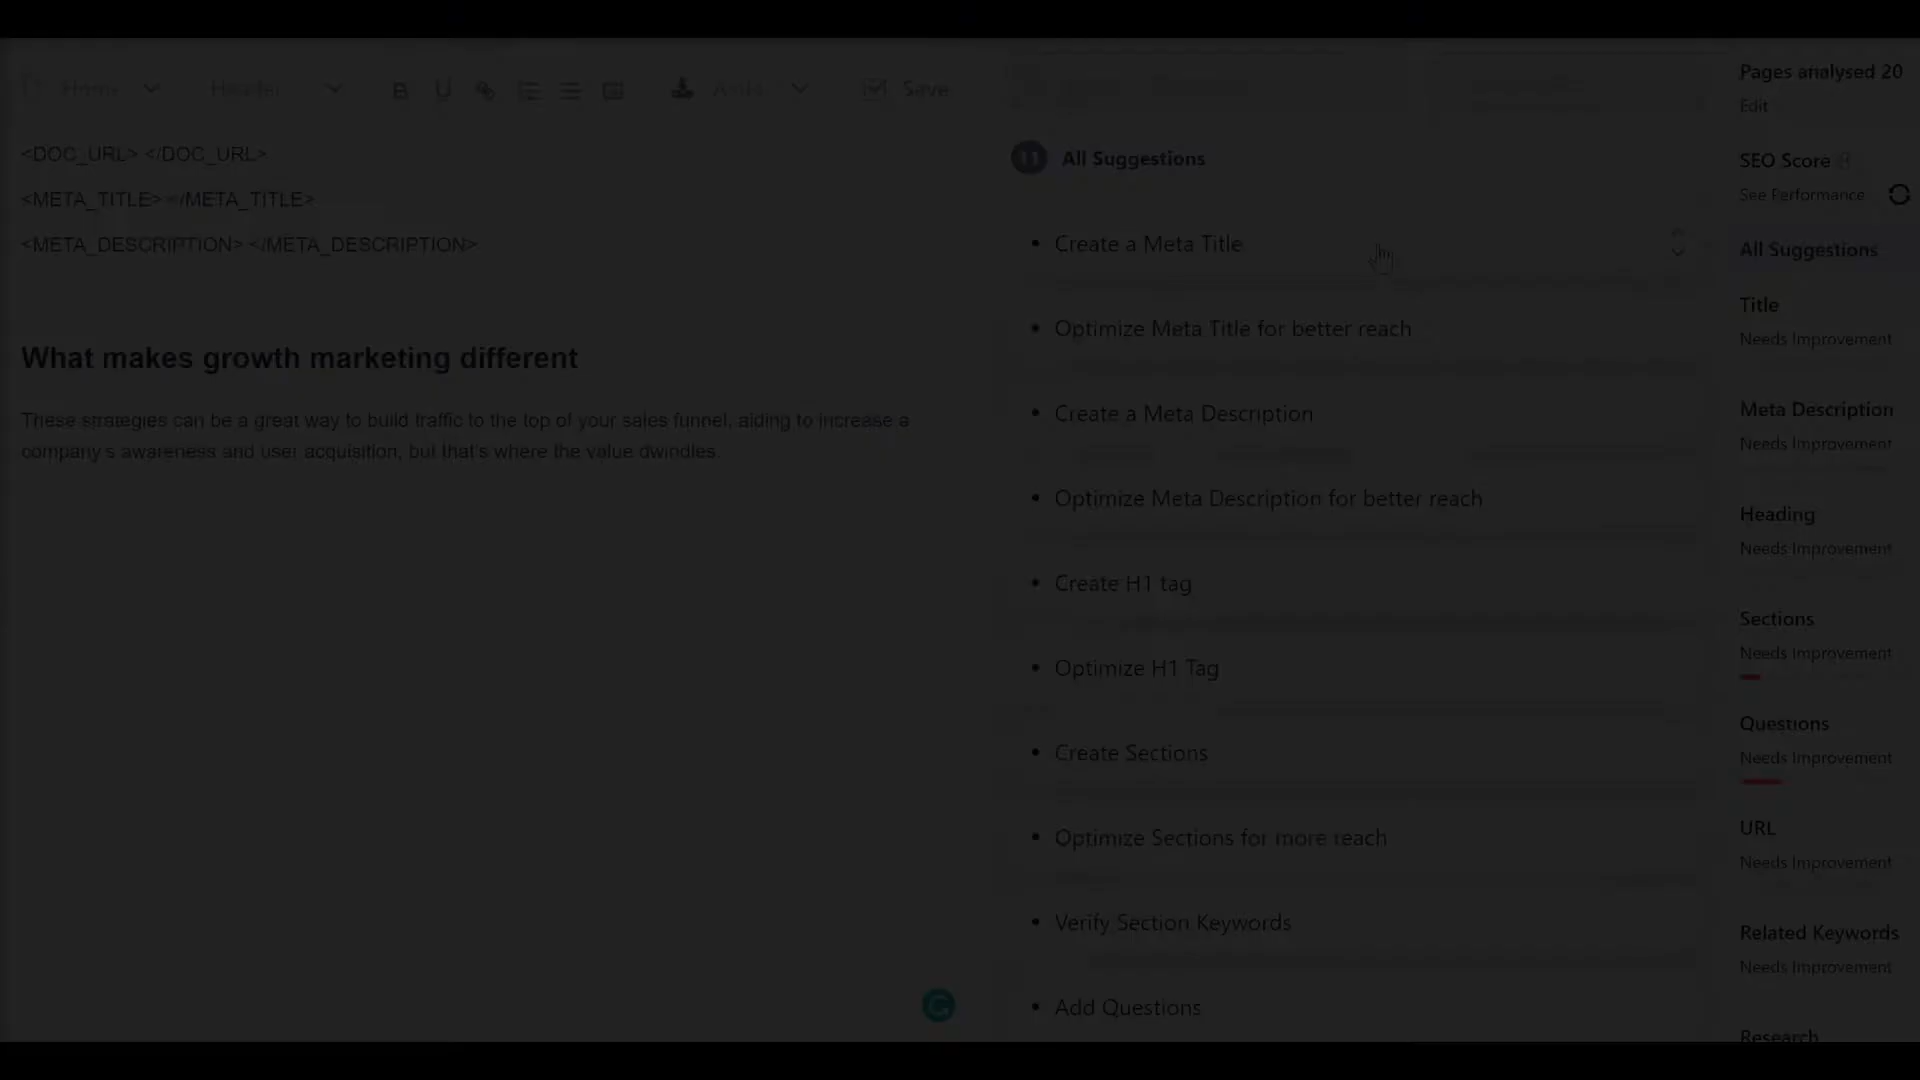 Home
Header
B U
Save
<DOC_URL> </DOC_URL>
<META_TITLE> </META_TITLE>
<META_DESCRIPTION> </META_DESCRIPTION>
What makes growth marketing different
These strategies can be a great way to build traffic to the top of your sales funnel, aiding to increase a
company's awareness and user acquisition, but that's where the value dwindles.
11 All Suggestions
• Create a Meta Title
• Optimize Meta Title for better reach
• Create a Meta Description
• Optimize Meta Description for better reach
• Create H1 tag
• Optimize H1 Tag
• Create Sections
• Optimize Sections for more reach
• Verify Section Keywords
• Add Questions
Pages analysed 20
Edit
SEO Score
See Performance
All Suggestions
Title
Needs Improvement
Meta Description
Needs Improvement
Heading
Needs Improvement
Sections
Needs Improvement
Questions
Needs Improvement
URL
Needs Improvement
Related Keywords
Needs Improvement
Research